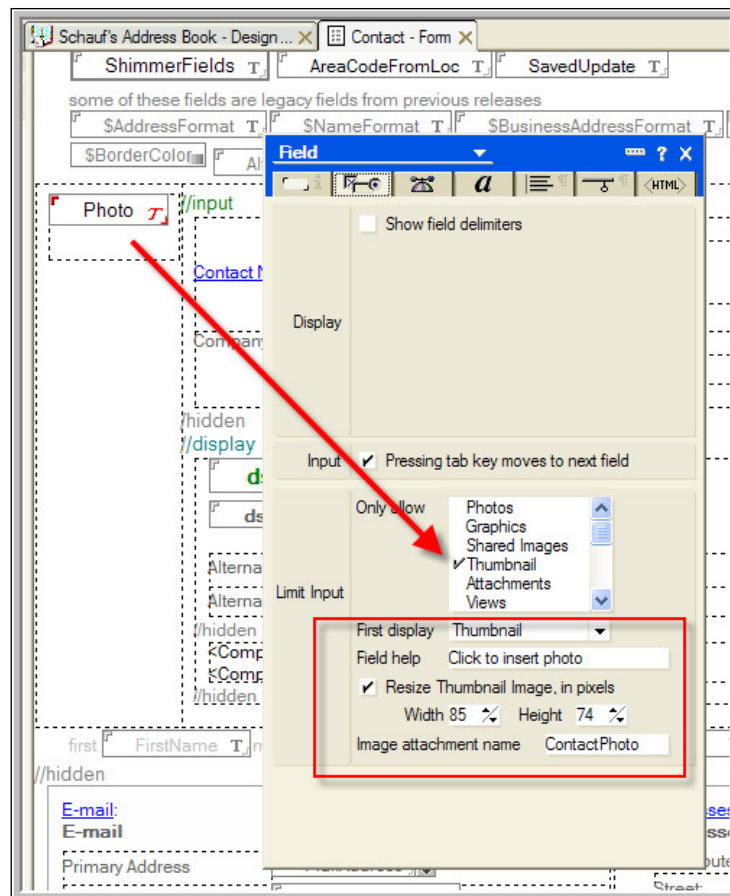 Schauf's Address Book - Design ... Contact - Form
ShimmerFields T AreaCodeFromLoc T SavedUpdate T
some of these fields are legacy fields from previous releases
$AddressFormat T $NameFormat T $BusinessAddressFormat T
$BorderColor
Field ?
a <HTML>
Photo T //input
Show field delimiters
Contact
Display
Company
/hidden
//display
Input Pressing tab key moves to next field
Only allow Photos
Graphics
Shared Images
Thumbnail
Attachments
Views
Limit Input
Alterna
Alterna
/hidden
<Comp
<Comp
//hidden
First display Thumbnail
Field help Click to insert photo
Resize Thumbnail Image, in pixels
Width 85 Height 74
Image attachment name ContactPhoto
first FirstName T
//hidden
E-mail:
E-mail
Primary Address
Street: